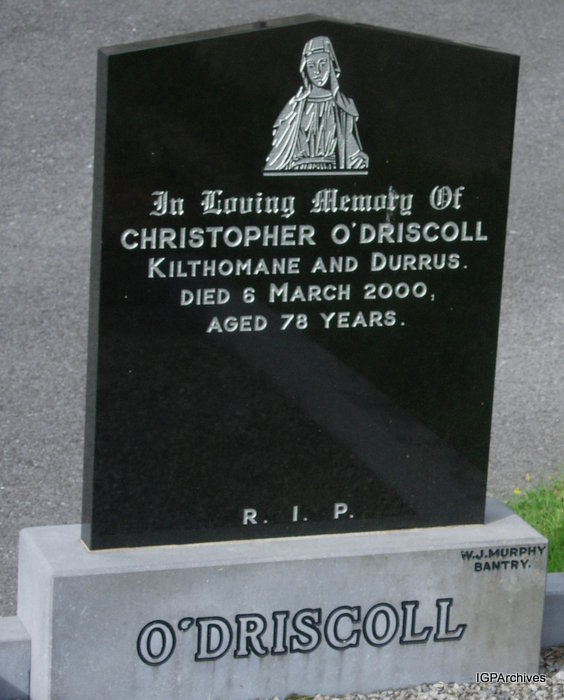 In Loving Memory Of
CHRISTOPHER O'DRISCOLL
KILTHOMANE AND DURRUS.
DIED 6 MARCH 2000,
AGED 78 YEARS.
R. I. P.
W.J.MURPHY
BANTRY.
O'DRISCOLL
IGPArchives